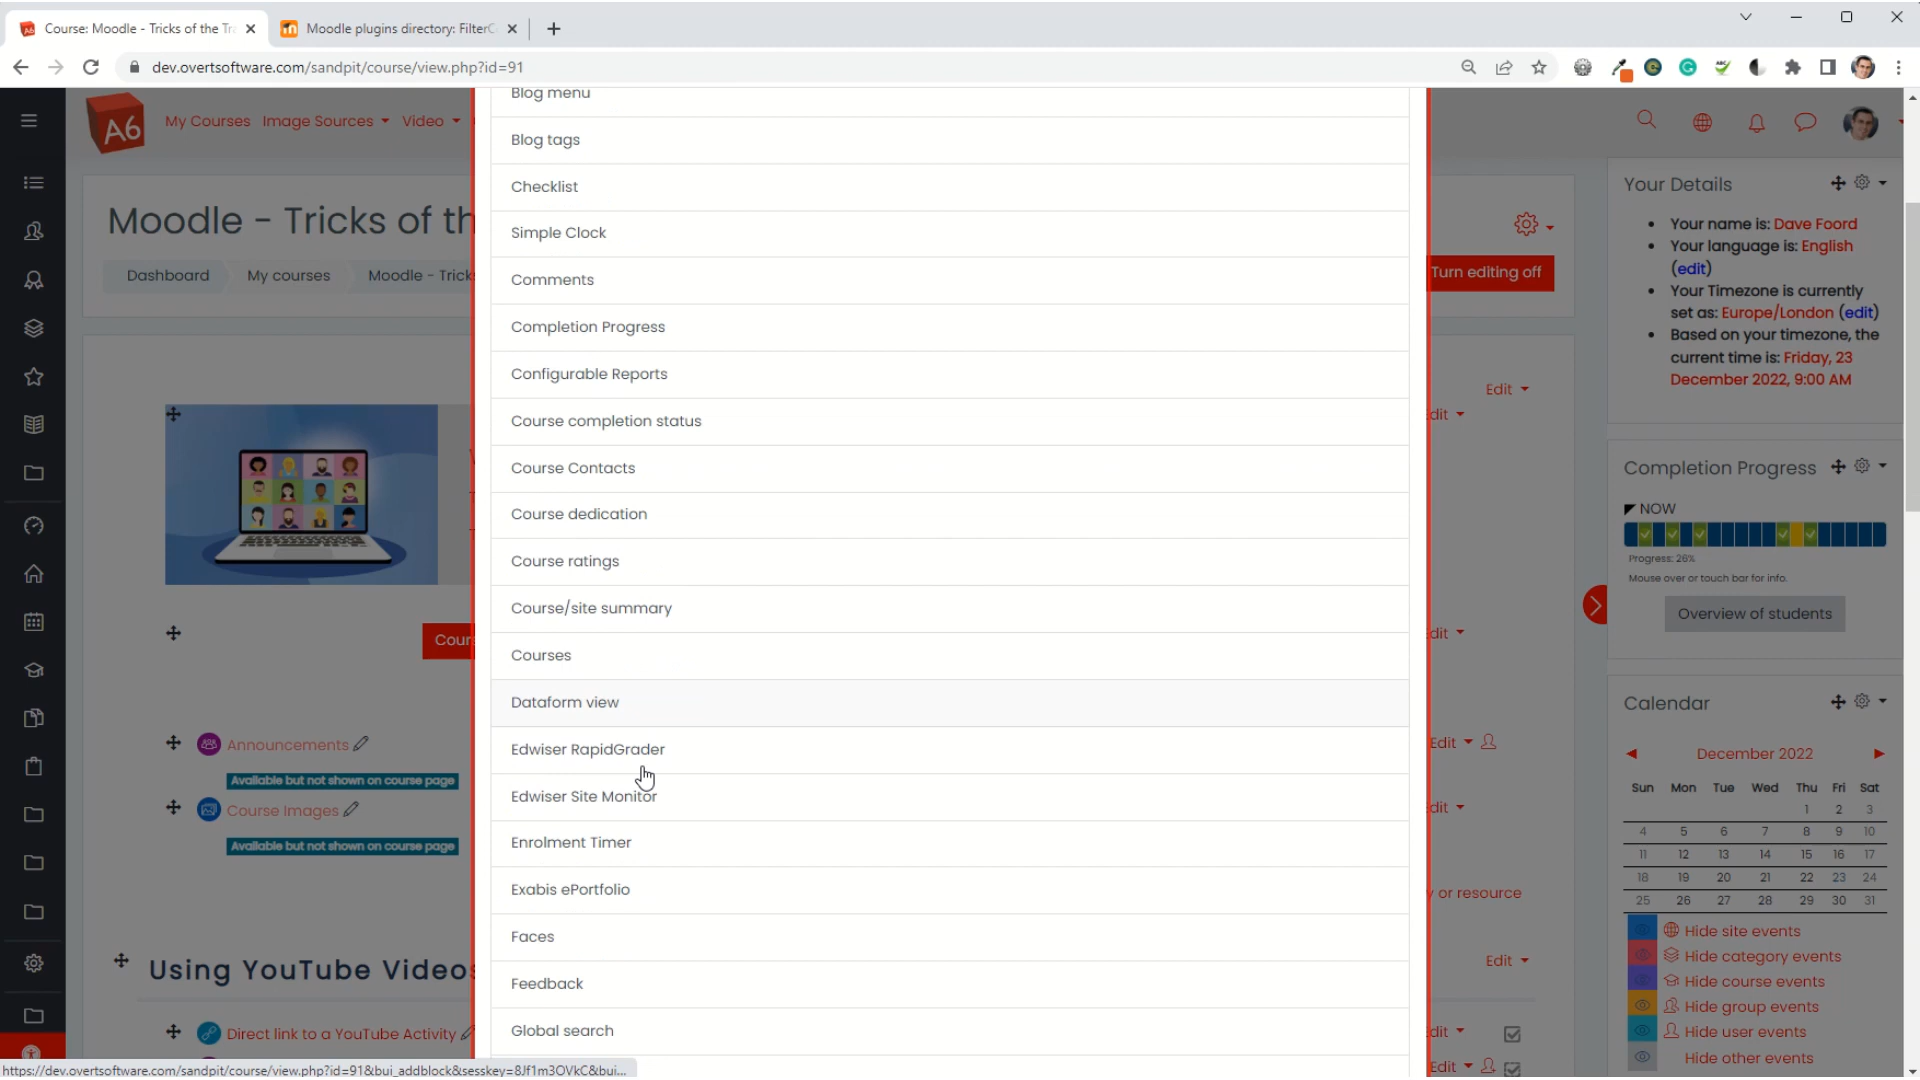 Course: Moodle - Tricks of the Tr
Moodle plugins directory: FilterC
dev.overtsoftware.com/sandpit/course/view.php?id=91
A6
My Courses
Image Sources
Video
Moodle - Tricks of th
Dashboard
My courses
Moodle - Trick
Turn editing off
Blog menu
Blog tags
Checklist
Simple Clock
Comments
Completion Progress
Configurable Reports
Course completion status
Course Contacts
Course dedication
Course ratings
Course/site summary
Courses
Dataform view
Edwiser RapidGrader
Edwiser Site Monitor
Enrolment Timer
Exabis ePortfolio
Faces
Feedback
Global search
Cour
Announcements
Available but not shown on course page
Course Images
Available but not shown on course page
Using YouTube Videos
Direct link to a YouTube Activity
Edit
dit
dit
Edit
dit
y or resource
Edit
dit
Edit
Your Details
Your name is: Dave Foord
Your language is: English
(edit)
Your Timezone is currently
set as: Europe/London (edit)
Based on your timezone, the
current time is: Friday, 23
December 2022, 9:00 AM
Completion Progress
NOW
Progress: 26%
Mouse over or touch bar for info.
Overview of students
Calendar
December 2022
Sun Mon Tue Wed Thu Fri Sat
1 2 3
4 5 6 7 8 9 10
11 12 13 14 15 16 17
18 19 20 21 22 23 24
25 26 27 28 29 30 31
Hide site events
Hide category events
Hide course events
Hide group events
Hide user events
Hide other events
https://dev.overtsoftware.com/sandpit/course/view.php?id=91&bui_addblock&sesskey=8Jf1m3OVkC&bui...